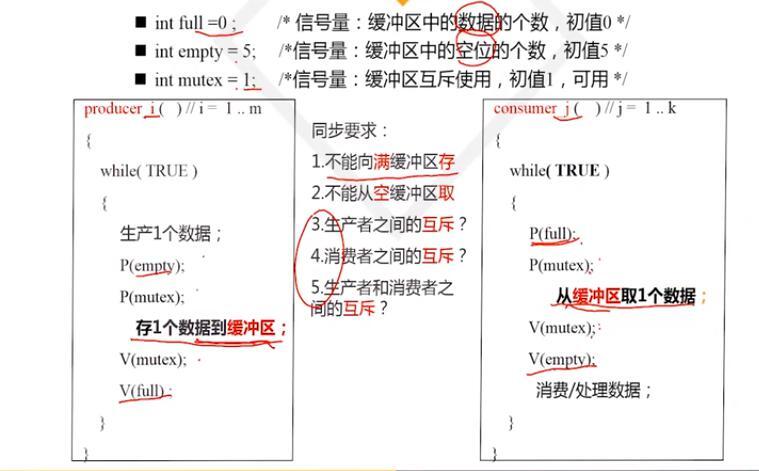 ■ int full =0 ; /* 信号量：缓冲区中的数据的个数，初值0 */
■ int empty = 5; /*信号量：缓冲区中的空位的个数，初值5 */
■ int mutex = 1; /*信号量：缓冲区互斥使用，初值1，可用 */
producer_i ( ) // i = 1 .. m
{
while( TRUE )
{
生产1个数据；
P(empty);
P(mutex);
存1个数据到缓冲区；
V(mutex);
V(full) ;
}
}
同步要求：
1.不能向满缓冲区存
2.不能从空缓冲区取
3.生产者之间的互斥？
4.消费者之间的互斥？
5.生产者和消费者之
间的互斥？
consumer_j ( ) // j = 1 .. k
{
while( TRUE )
{
P(full);
P(mutex);
从缓冲区取1个数据；
V(mutex);
V(empty);
消费/处理数据；
}
}